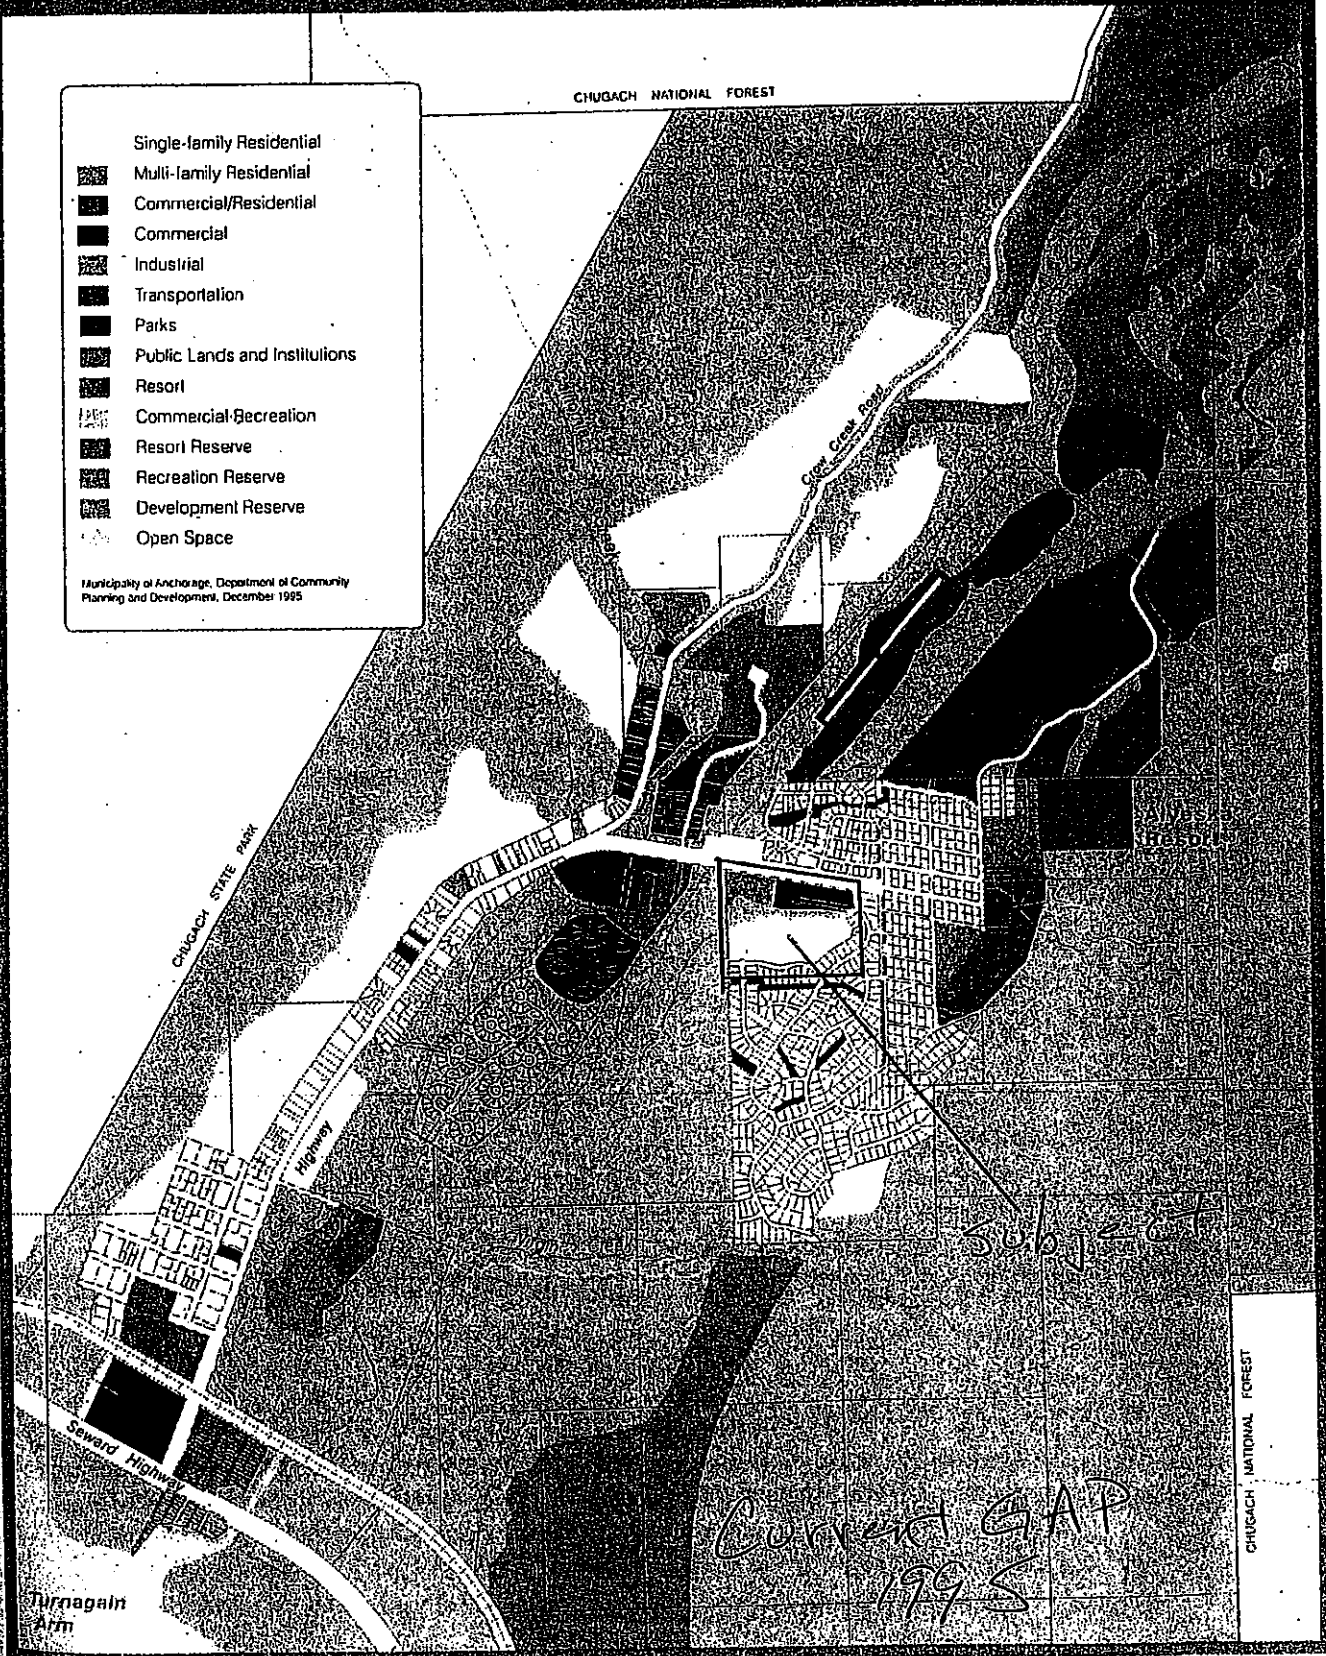 CHUGACH NATIONAL FOREST
Single-family Residential
Multi-family Residential
Commercial/Residential
Commercial
Industrial
Transportation
Parks
Public Lands and Institutions
Resort
Commercial Recreation
Resort Reserve
Recreation Reserve
Development Reserve
Open Space
Municipality of Anchorage, Department of Community
Planning and Development, December 1995
Crow Creek Road
Alyeska
Resort
CHUGACH STATE PARK
Highway
Subject
Seward Highway
CHUGACH NATIONAL FOREST
Current GAP
1995
Turnagain
Arm